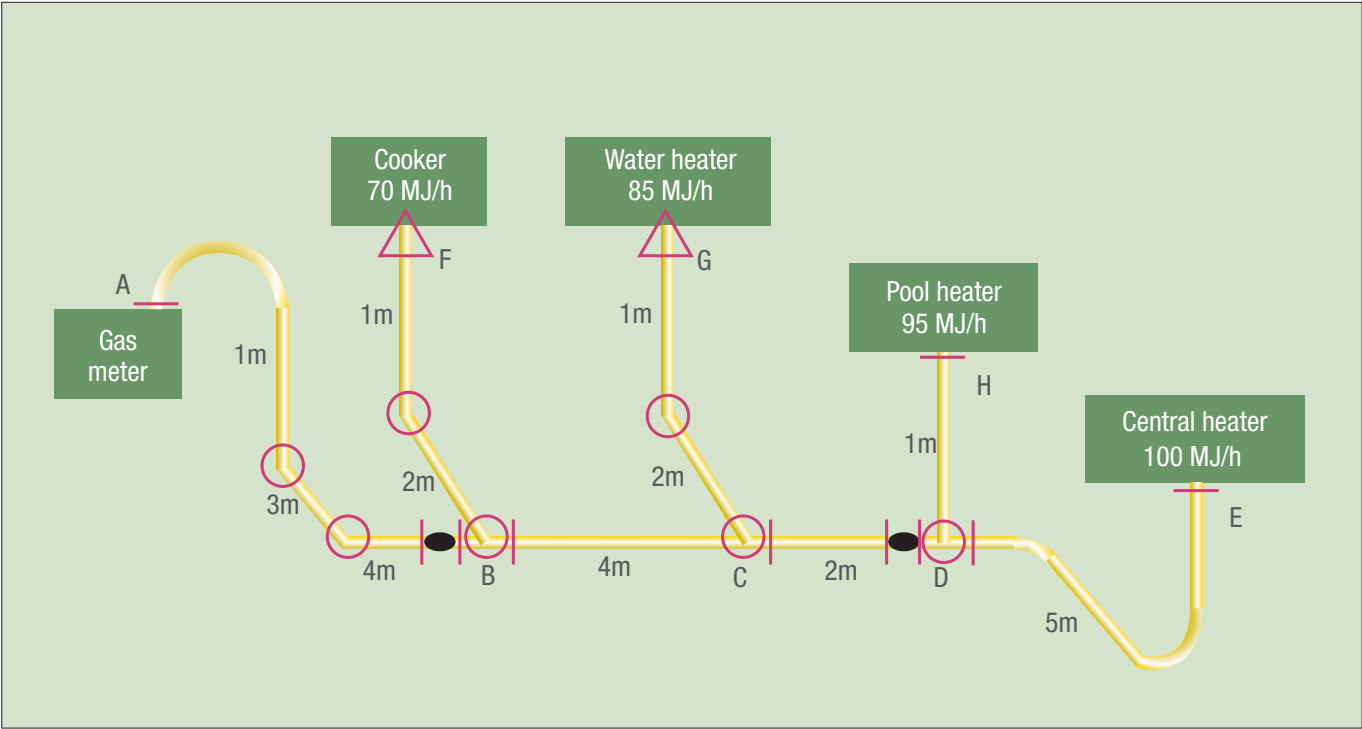 Cooker
70 MJ/h
Water heater
85 MJ/h
A
F
G
Pool heater
95 MJ/h
Gas
meter
1m
1m
1m
H
Central heater
100 MJ/h
1m
2m
2m
3m
E
4m
B
4m
C
2m
D
5m